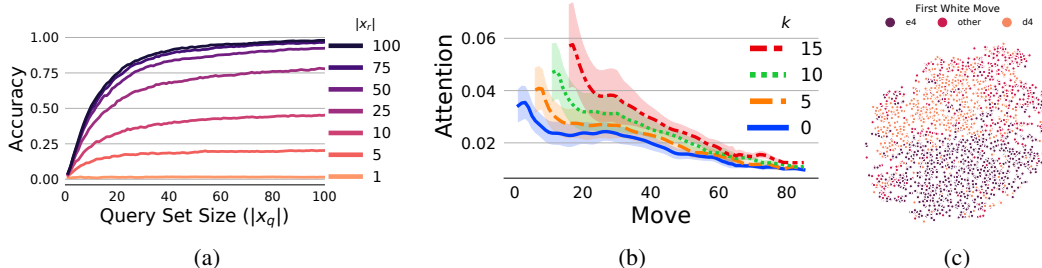 |x_r|
100
75
50
25
10
5
1
1.00
0.75
0.50
0.25
0.00
0 20 40 60 80 100
Accuracy
Query Set Size (|x_q|)
(a)
k
15
10
5
0
0.06
0.04
0.02
0 20 40 60 80
Attention
Move
(b)
First White Move
e4 other d4
(c)